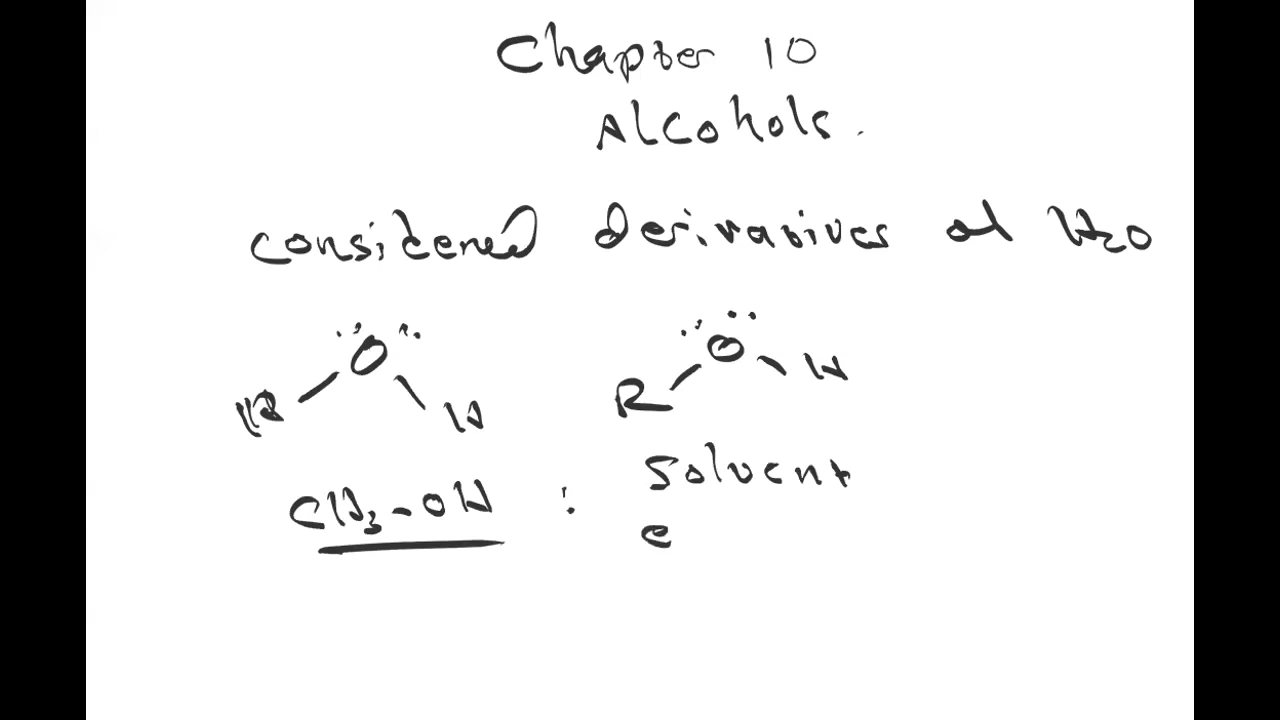 Chapter 10
Alcohols.
considered derivatives of H2O
O O
R H R H
CH3-OH : Solvent
e